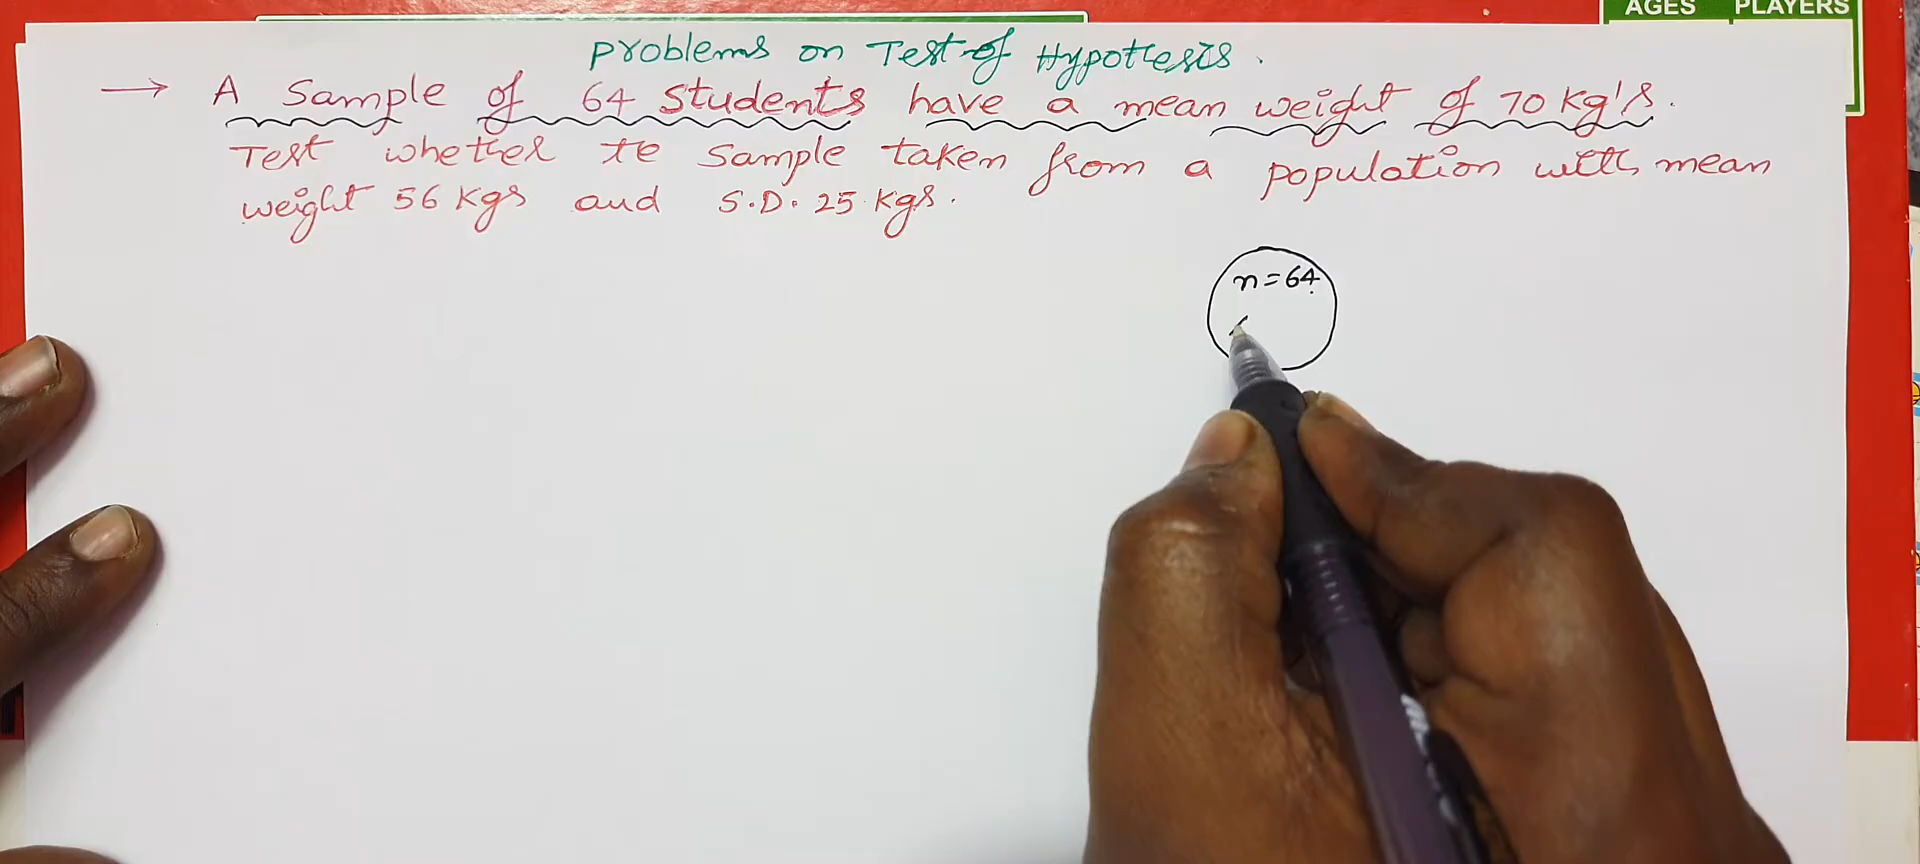 AGES PLAYERS
Problems on Test of Hypothesis.
→ A Sample of 64 Students have a mean weight of 70 Kg's.
Test whether te Sample taken from a population with mean
weight 56 Kgs and S.D. 25 Kgs.
n = 64